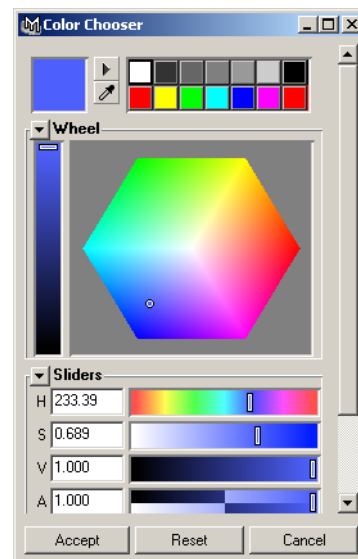 Color Chooser
Wheel
Sliders
H 233.39
S 0.689
V 1.000
A 1.000
Accept Reset Cancel